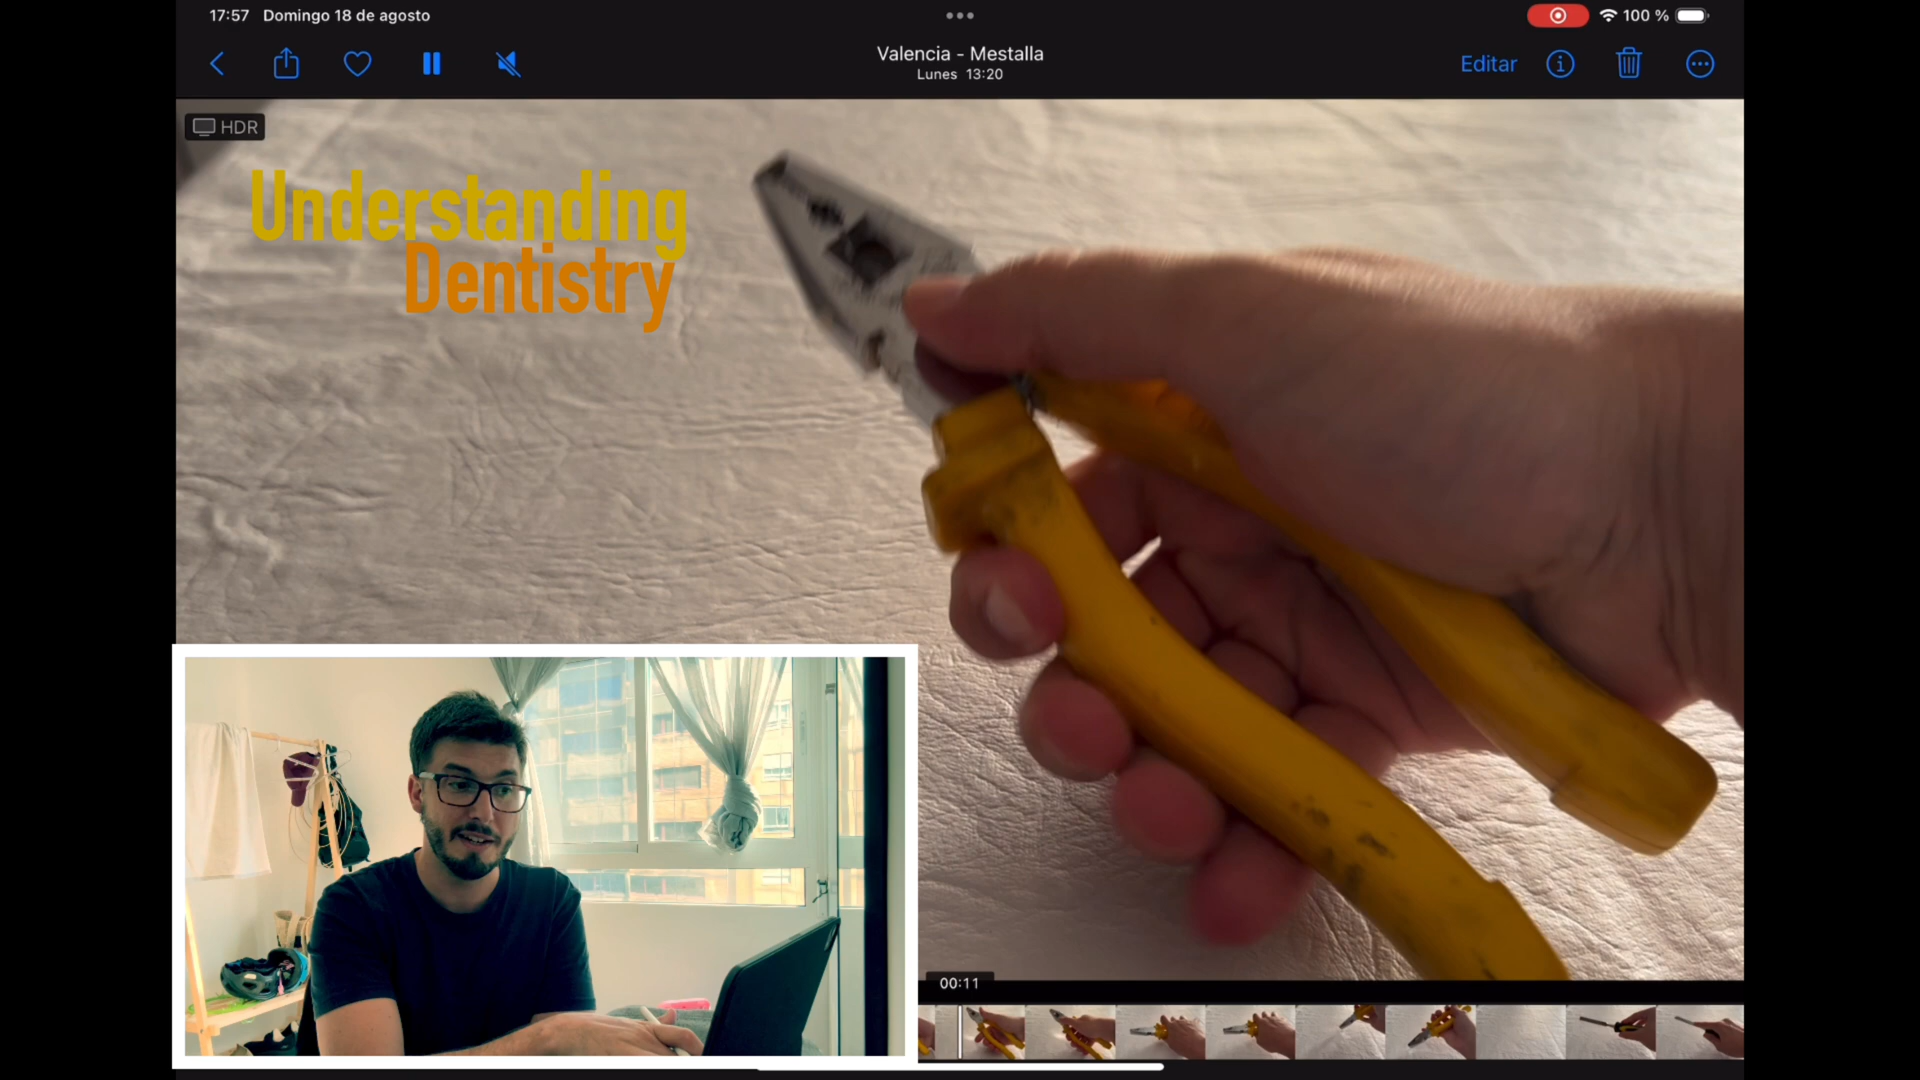 17:57 Domingo 18 de agosto
100 %
Valencia - Mestalla
Lunes 13:20
Editar
HDR
Understanding
Dentistry
00:11